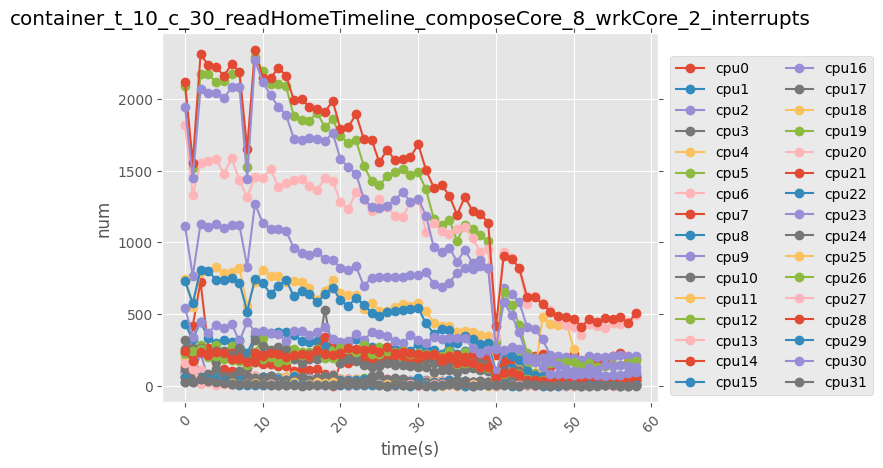 container_t_10_c_30_readHomeTimeline_composeCore_8_wrkCore_2_interrupts
num
2000
1500
1000
500
0
0
10
20
30
40
50
60
time(s)
cpu0
cpu1
cpu2
cpu3
cpu4
cpu5
cpu6
cpu7
cpu8
cpu9
cpu10
cpu11
cpu12
cpu13
cpu14
cpu15
cpu16
cpu17
cpu18
cpu19
cpu20
cpu21
cpu22
cpu23
cpu24
cpu25
cpu26
cpu27
cpu28
cpu29
cpu30
cpu31